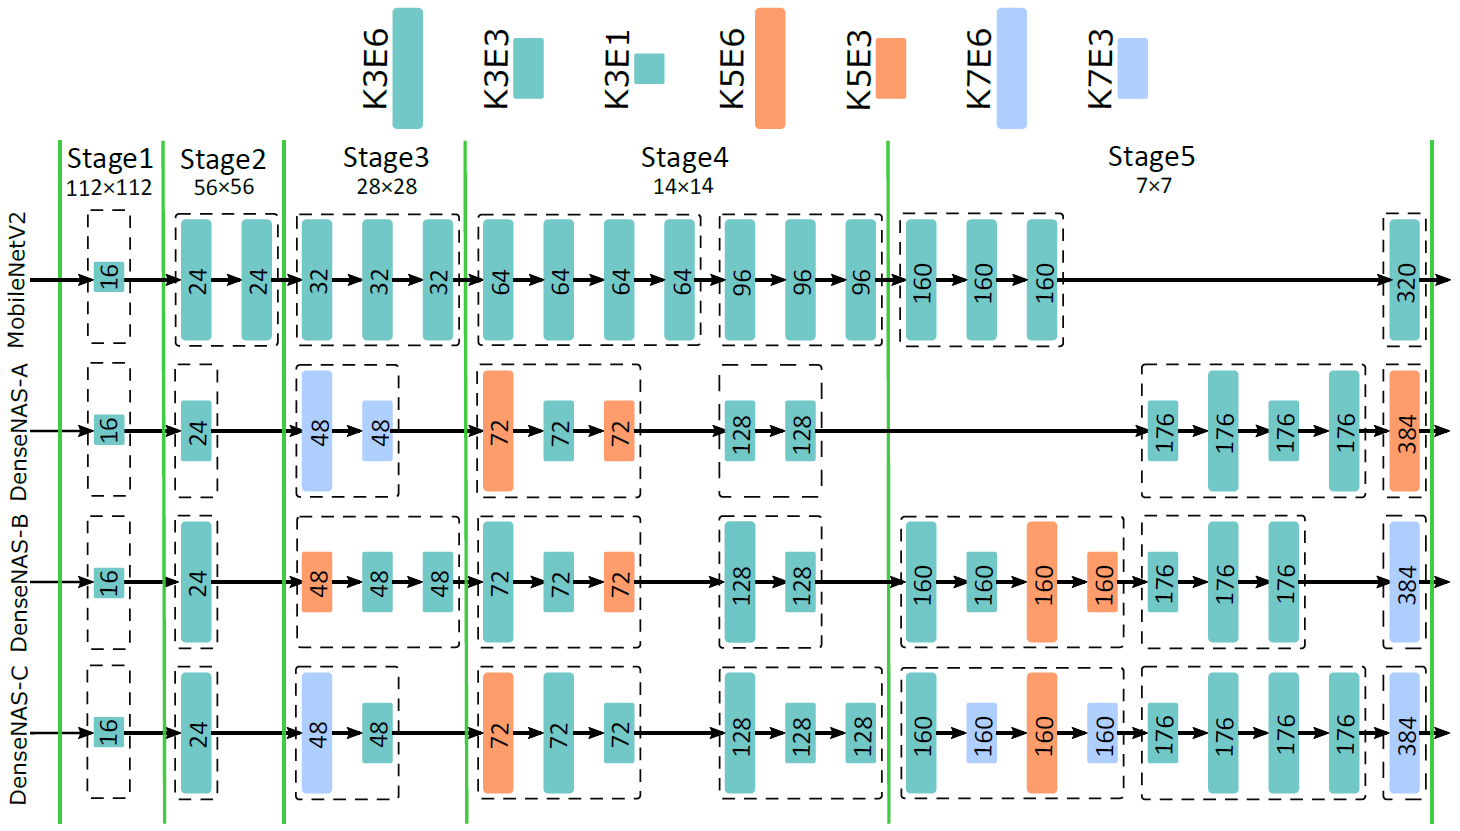 K3E6 K3E3 K3E1 K5E6 K5E3 K7E6 K7E3
Stage1 Stage2 Stage3 Stage4 Stage5
112×112 56×56 28×28 14×14 7×7
MobileNetV2 16 24 24 32 32 32 64 64 64 64 96 96 96 160 160 160 320
DenseNAS-A 16 24 48 48 72 72 72 128 128 176 176 176 176 384
DenseNAS-B 16 24 48 48 48 72 72 72 128 128 160 160 160 160 176 176 176 384
DenseNAS-C 16 24 48 48 72 72 72 128 128 128 160 160 160 160 176 176 176 176 384